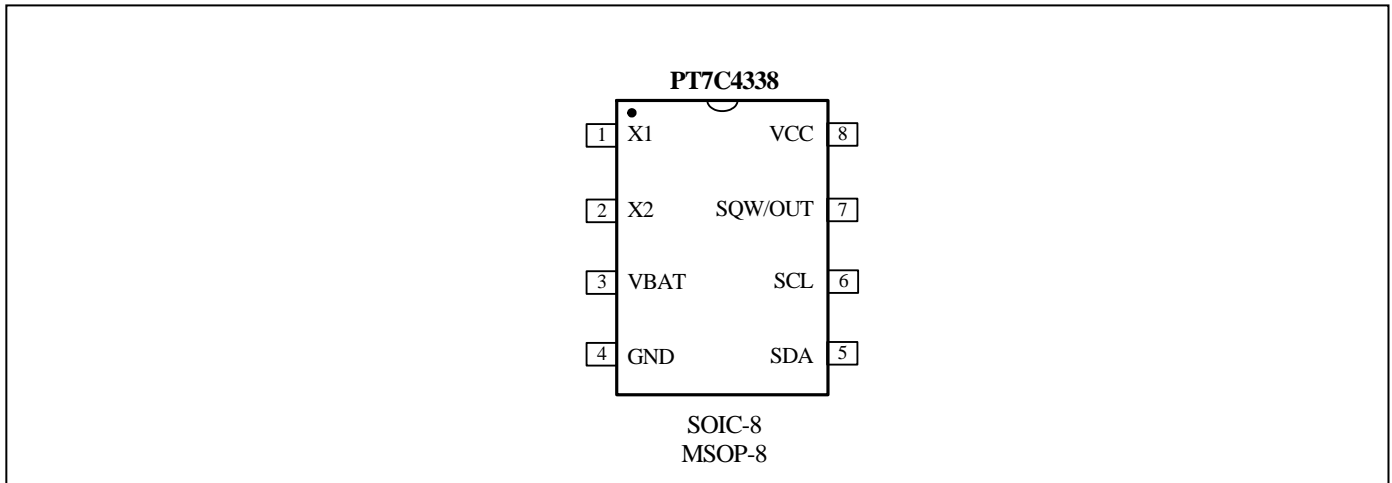 PT7C4338
1 X1 VCC 8
2 X2 SQW/OUT 7
3 VBAT SCL 6
4 GND SDA 5
SOIC-8
MSOP-8